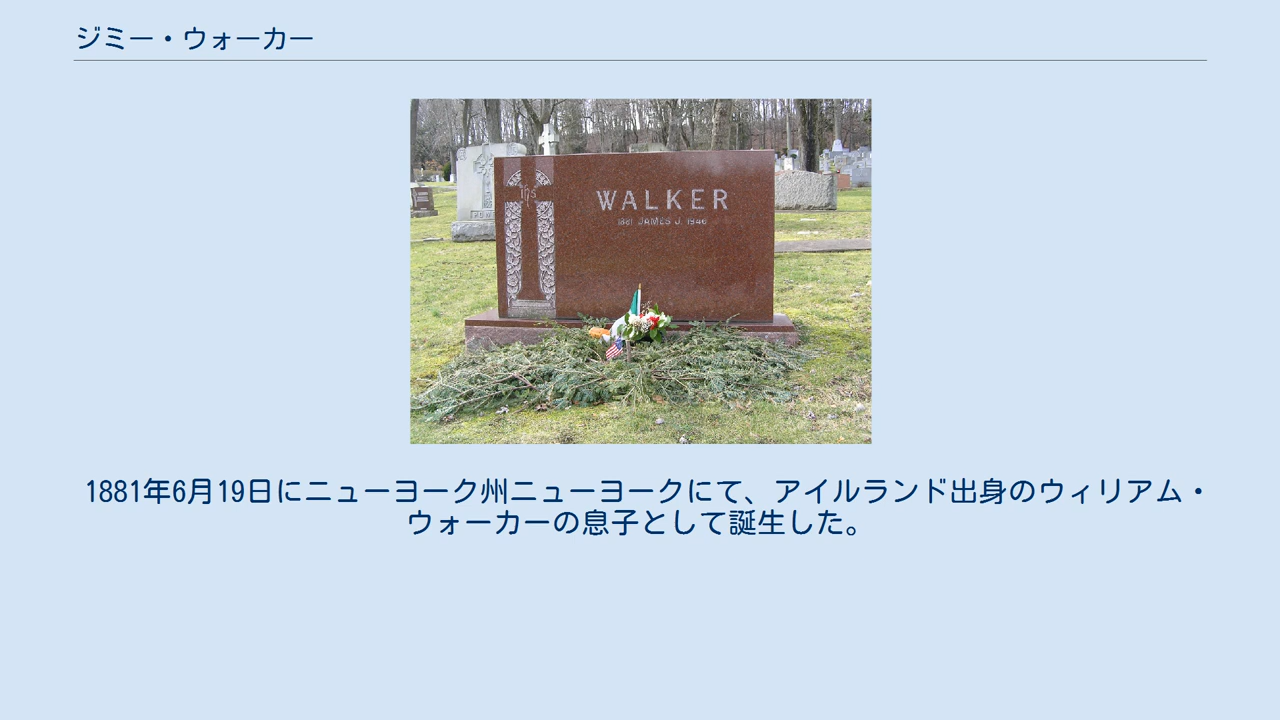 ジミー・ウォーカー
IHS
WALKER
1881 JAMES J. 1946
1881年6月19日にニューヨーク州ニューヨークにて、アイルランド出身のウィリアム・
ウォーカーの息子として誕生した。